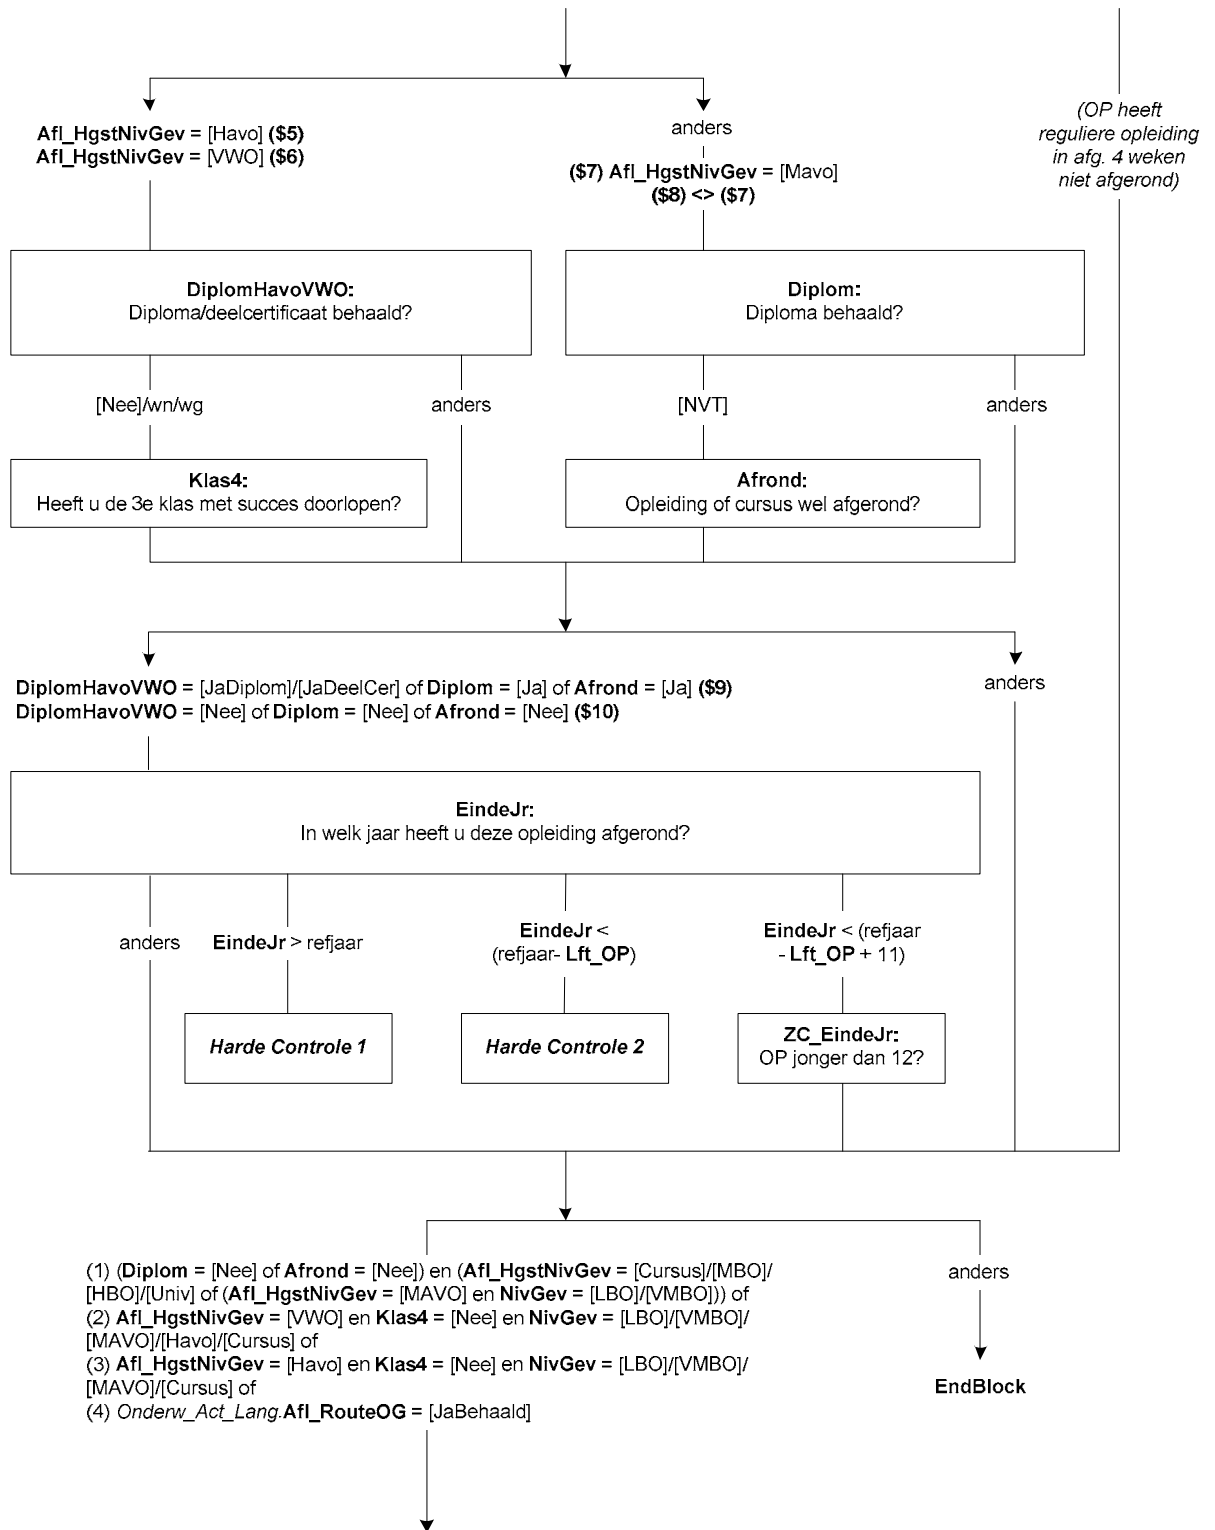 (OP heeft
reguliere opleiding
in afg. 4 weken
niet afgerond)
Afl_HgstNivGev = [Havo] ($5)
Afl_HgstNivGev = [VWO] ($6)
anders
($7) Afl_HgstNivGev = [Mavo]
($8) <> ($7)
DiplomHavoVWO:
Diploma/deelcertificaat behaald?
Diplom:
Diploma behaald?
[Nee]/wn/wg
anders
[NVT]
anders
Klas4:
Heeft u de 3e klas met succes doorlopen?
Afrond:
Opleiding of cursus wel afgerond?
DiplomHavoVWO = [JaDiplom]/[JaDeelCer] of Diplom = [Ja] of Afrond = [Ja] ($9)
DiplomHavoVWO = [Nee] of Diplom = [Nee] of Afrond = [Nee] ($10)
anders
EindeJr:
In welk jaar heeft u deze opleiding afgerond?
anders
EindeJr > refjaar
EindeJr <
(refjaar- Lft_OP)
EindeJr < (refjaar
- Lft_OP + 11)
Harde Controle 1
Harde Controle 2
ZC_EindeJr:
OP jonger dan 12?
(1) (Diplom = [Nee] of Afrond = [Nee]) en (Afl_HgstNivGev = [Cursus]/[MBO]/
[HBO]/[Univ] of (Afl_HgstNivGev = [MAVO] en NivGev = [LBO]/[VMBO])) of
(2) Afl_HgstNivGev = [VWO] en Klas4 = [Nee] en NivGev = [LBO]/[VMBO]/
[MAVO]/[Havo]/[Cursus] of
(3) Afl_HgstNivGev = [Havo] en Klas4 = [Nee] en NivGev = [LBO]/[VMBO]/
[MAVO]/[Cursus] of
(4) Onderw_Act_Lang.Afl_RouteOG = [JaBehaald]
anders
EndBlock